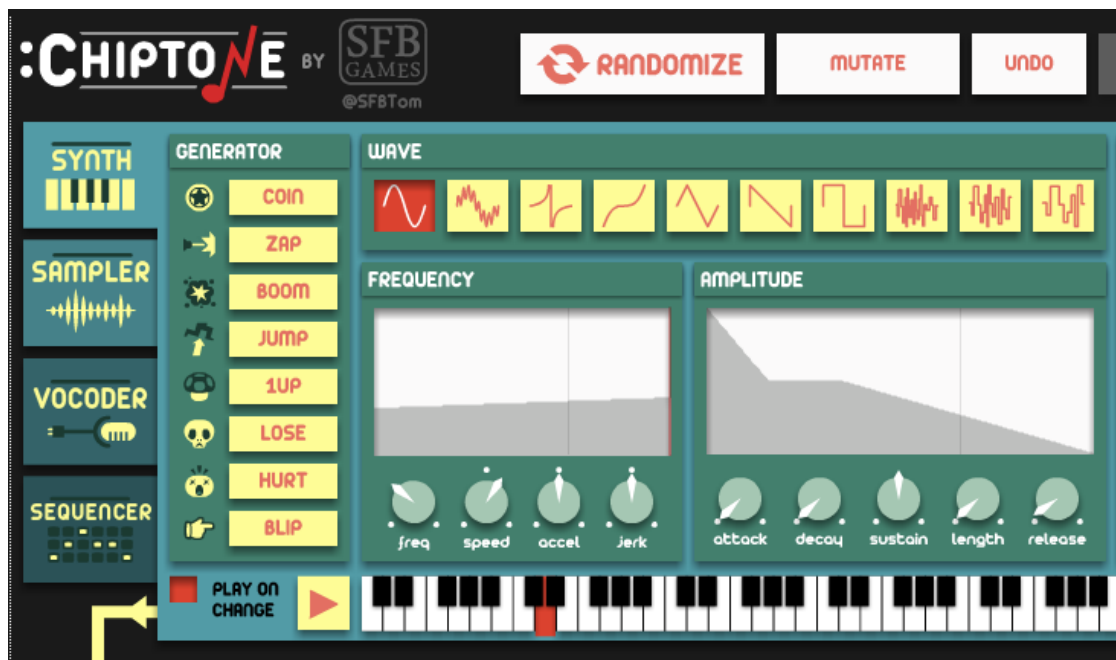 :CHIPTONE BY SFB GAMES
@SFBTom
RANDOMIZE
MUTATE
UNDO
SYNTH
SAMPLER
VOCODER
SEQUENCER
GENERATOR
COIN
ZAP
BOOM
JUMP
1UP
LOSE
HURT
BLIP
WAVE
FREQUENCY
freq speed accel jerk
AMPLITUDE
attack decay sustain length release
PLAY ON
CHANGE